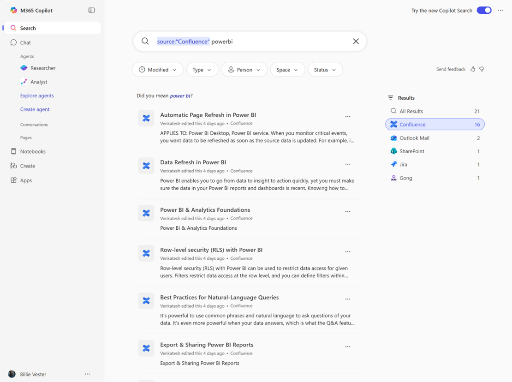 M365 Copilot
Try the new Copilot Search
Search
Chat
Agents
Researcher
Analyst
Explore agents
Create agent
Conversations
Pages
Notebooks
Create
Apps
Billie Vester
source:"Confluence" powerbi
Modified
Type
Person
Space
Status
Send feedback
Did you mean power bi?
Automatic Page Refresh in Power BI
Venkatesh edited this 4 days ago • Confluence
APPLIES TO: Power BI Desktop, Power BI service. When you monitor critical events,
you want data to be refreshed as soon as the source data is updated. For example, i...
Data Refresh in Power BI
Venkatesh edited this 4 days ago • Confluence
Power BI enables you to go from data to insight to action quickly, yet you must make
sure the data in your Power BI reports and dashboards is recent. Knowing how to...
Power BI & Analytics Foundations
Venkatesh edited this 4 days ago • Confluence
Power BI & Analytics Foundations
Row-level security (RLS) with Power BI
Venkatesh edited this 4 days ago • Confluence
Row-level security (RLS) with Power BI can be used to restrict data access for given
users. Filters restrict data access at the row level, and you can define filters within...
Best Practices for Natural-Language Queries
Venkatesh edited this 4 days ago • Confluence
It's powerful to use common phrases and natural language to ask questions of your
data. It's even more powerful when your data answers, which is what the Q&A featu...
Export & Sharing Power BI Reports
Venkatesh edited this 4 days ago • Confluence
Export & Sharing Power BI Reports
Results
All Results 21
Confluence 16
Outlook Mail 2
SharePoint 1
Jira 1
Gong 1